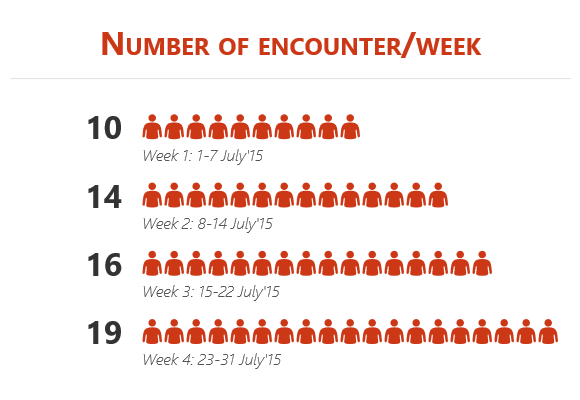 Number of encounter/week
10
Week 1: 1-7 July'15
14
Week 2: 8-14 July'15
16
Week 3: 15-22 July'15
19
Week 4: 23-31 July'15